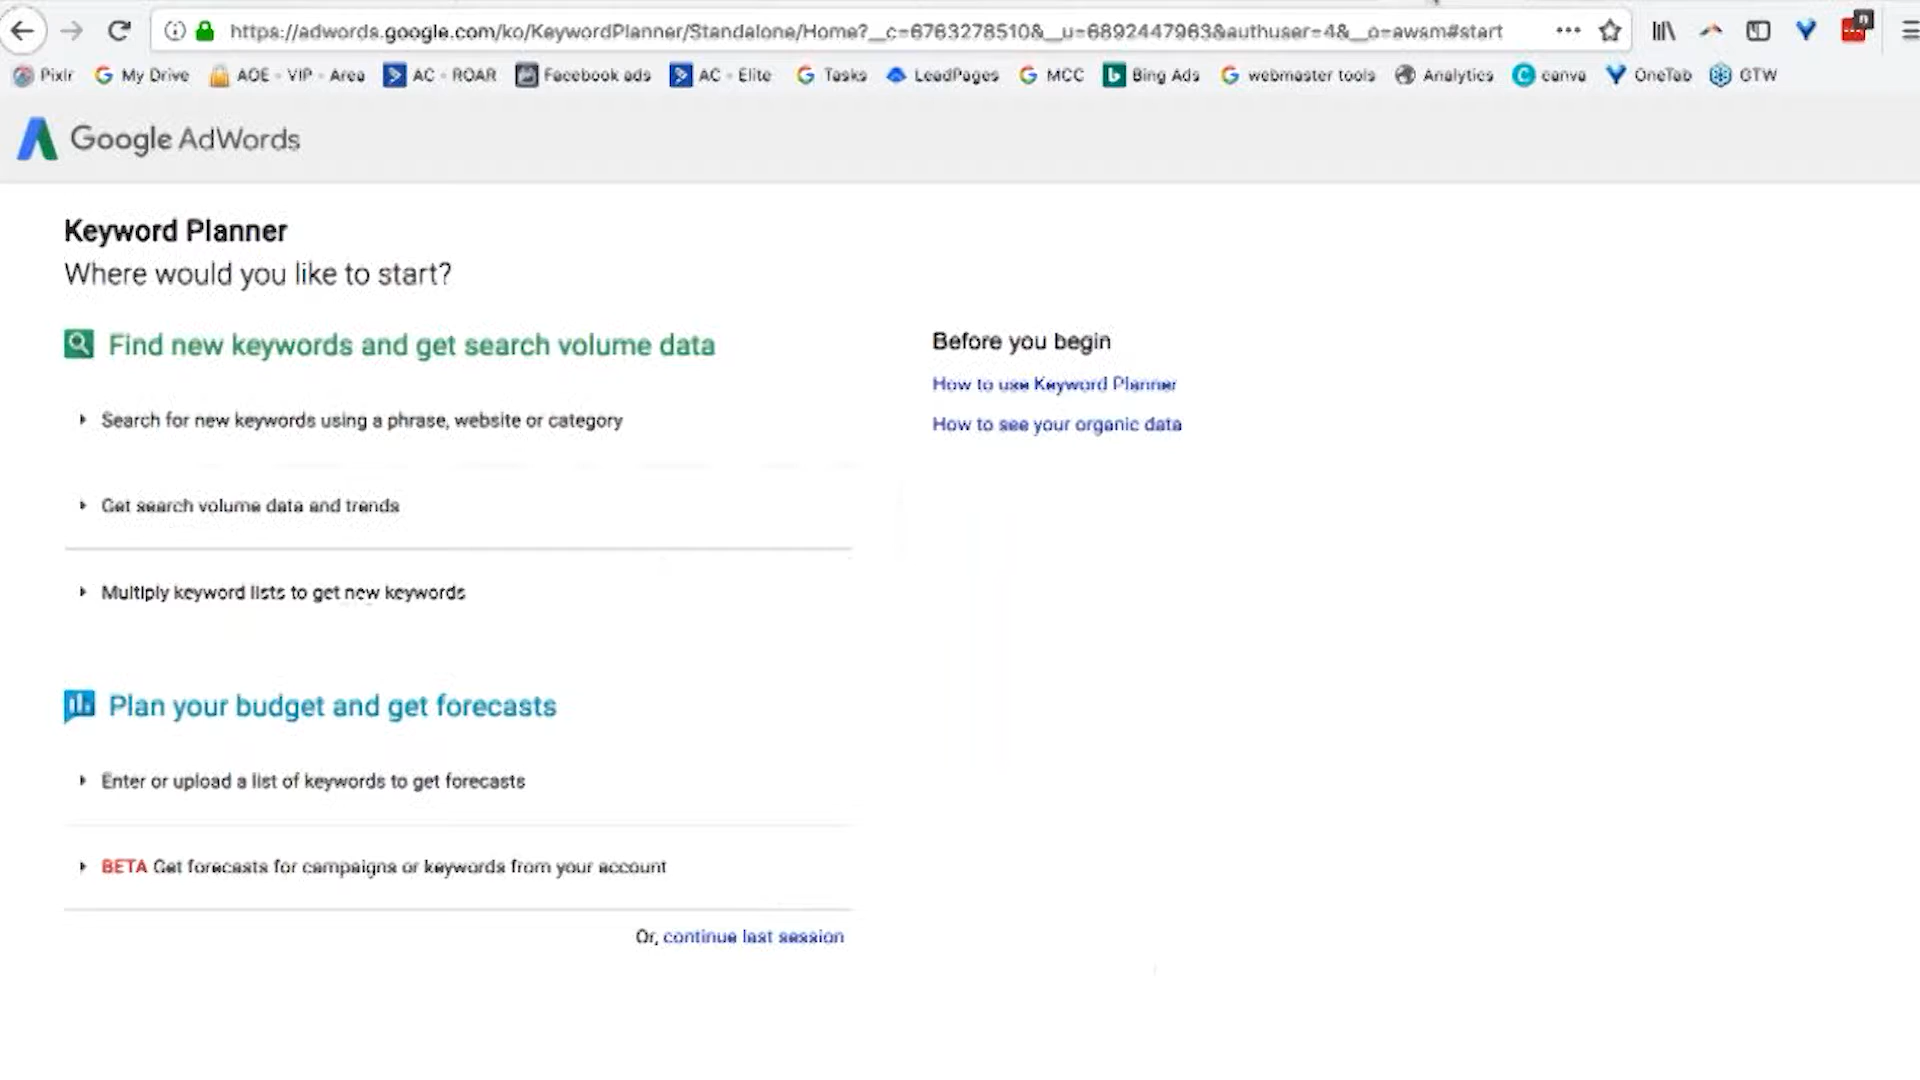 https://adwords.google.com/ko/KeywordPlanner/Standalone/Home?__c=6763278510&__u=6892447963&authuser=4&__o=awsm#start
Pixlr My Drive AOE - VIP - Area AC - ROAR Facebook ads AC - Elite Tasks LeadPages MCC Bing Ads webmaster tools Analytics canva OneTab GTW
Google AdWords
Keyword Planner
Where would you like to start?
Find new keywords and get search volume data
Search for new keywords using a phrase, website or category
Get search volume data and trends
Multiply keyword lists to get new keywords
Plan your budget and get forecasts
Enter or upload a list of keywords to get forecasts
BETA Get forecasts for campaigns or keywords from your account
Or, continue last session
Before you begin
How to use Keyword Planner
How to see your organic data